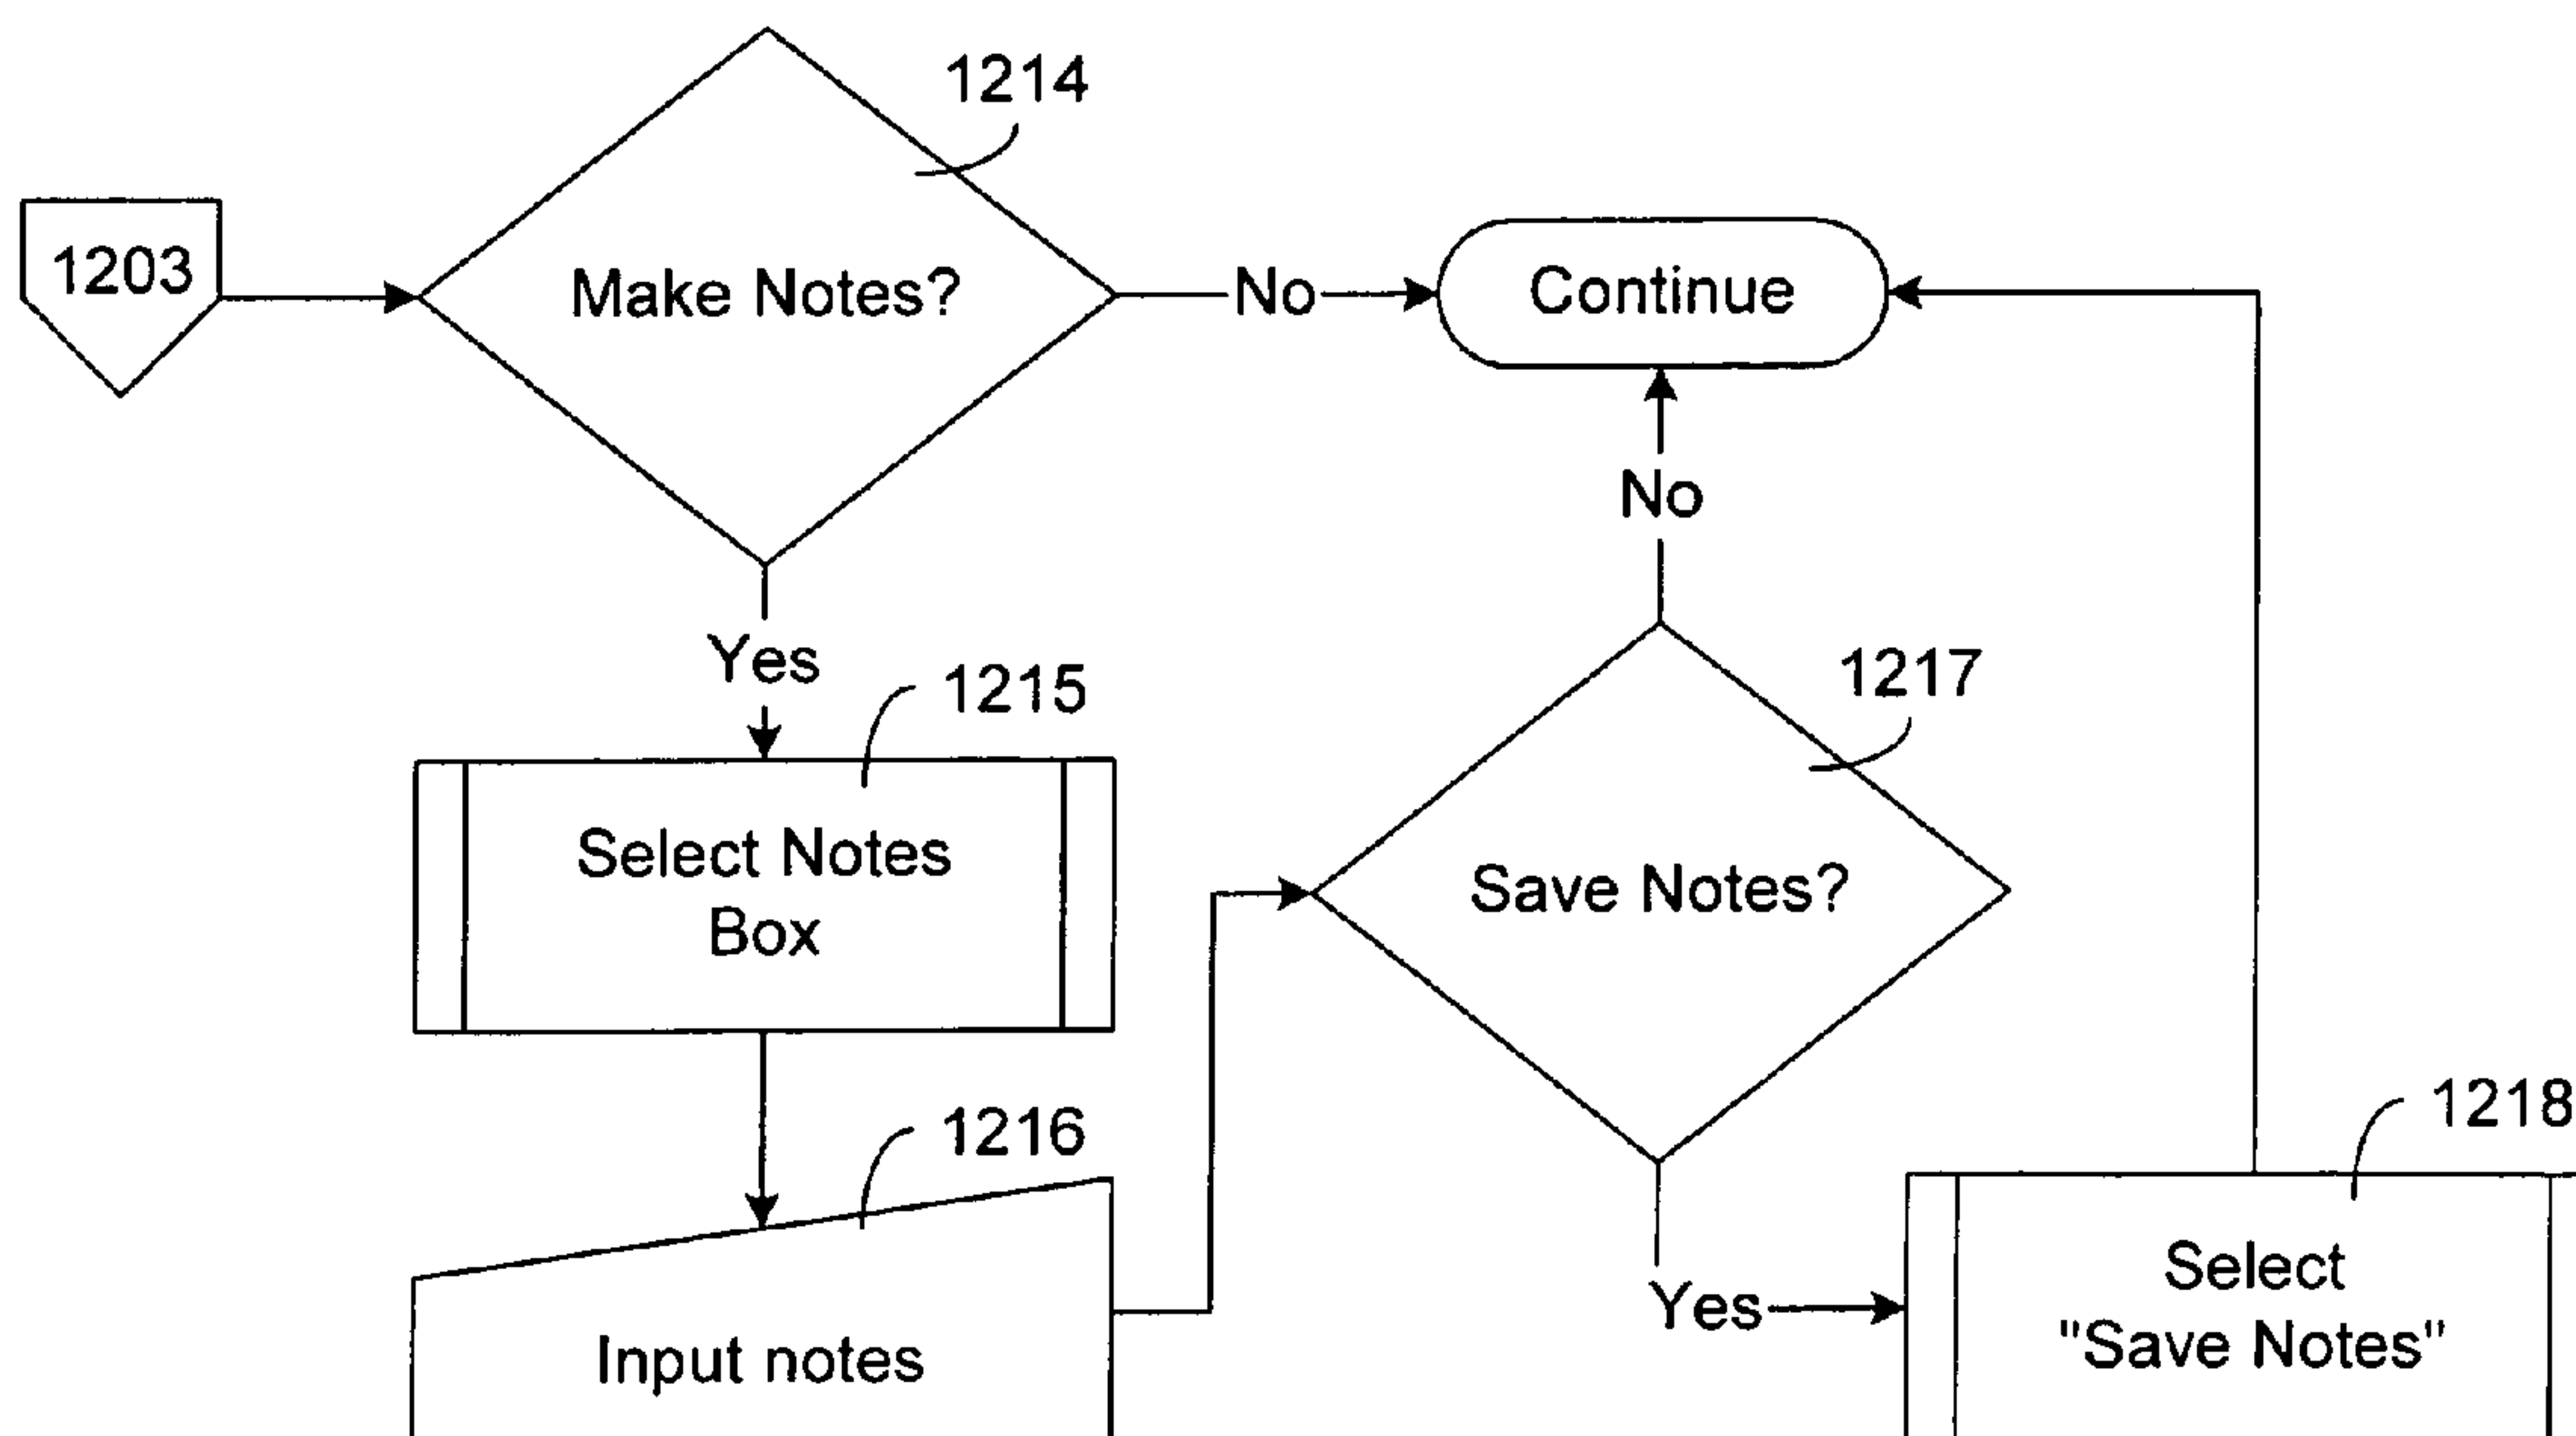 1214
1203
Make Notes?
No
Continue
No
Yes
1215
1217
Select Notes
Box
Save Notes?
1216
1218
Select
"Save Notes"
Yes
Input notes